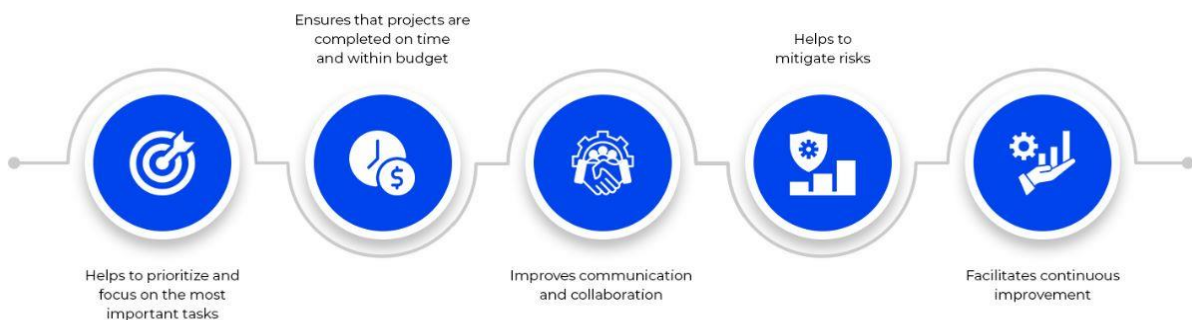 Helps to prioritize and
focus on the most
important tasks
Ensures that projects are
completed on time
and within budget
$
Improves communication
and collaboration
Helps to
mitigate risks
Facilitates continuous
improvement